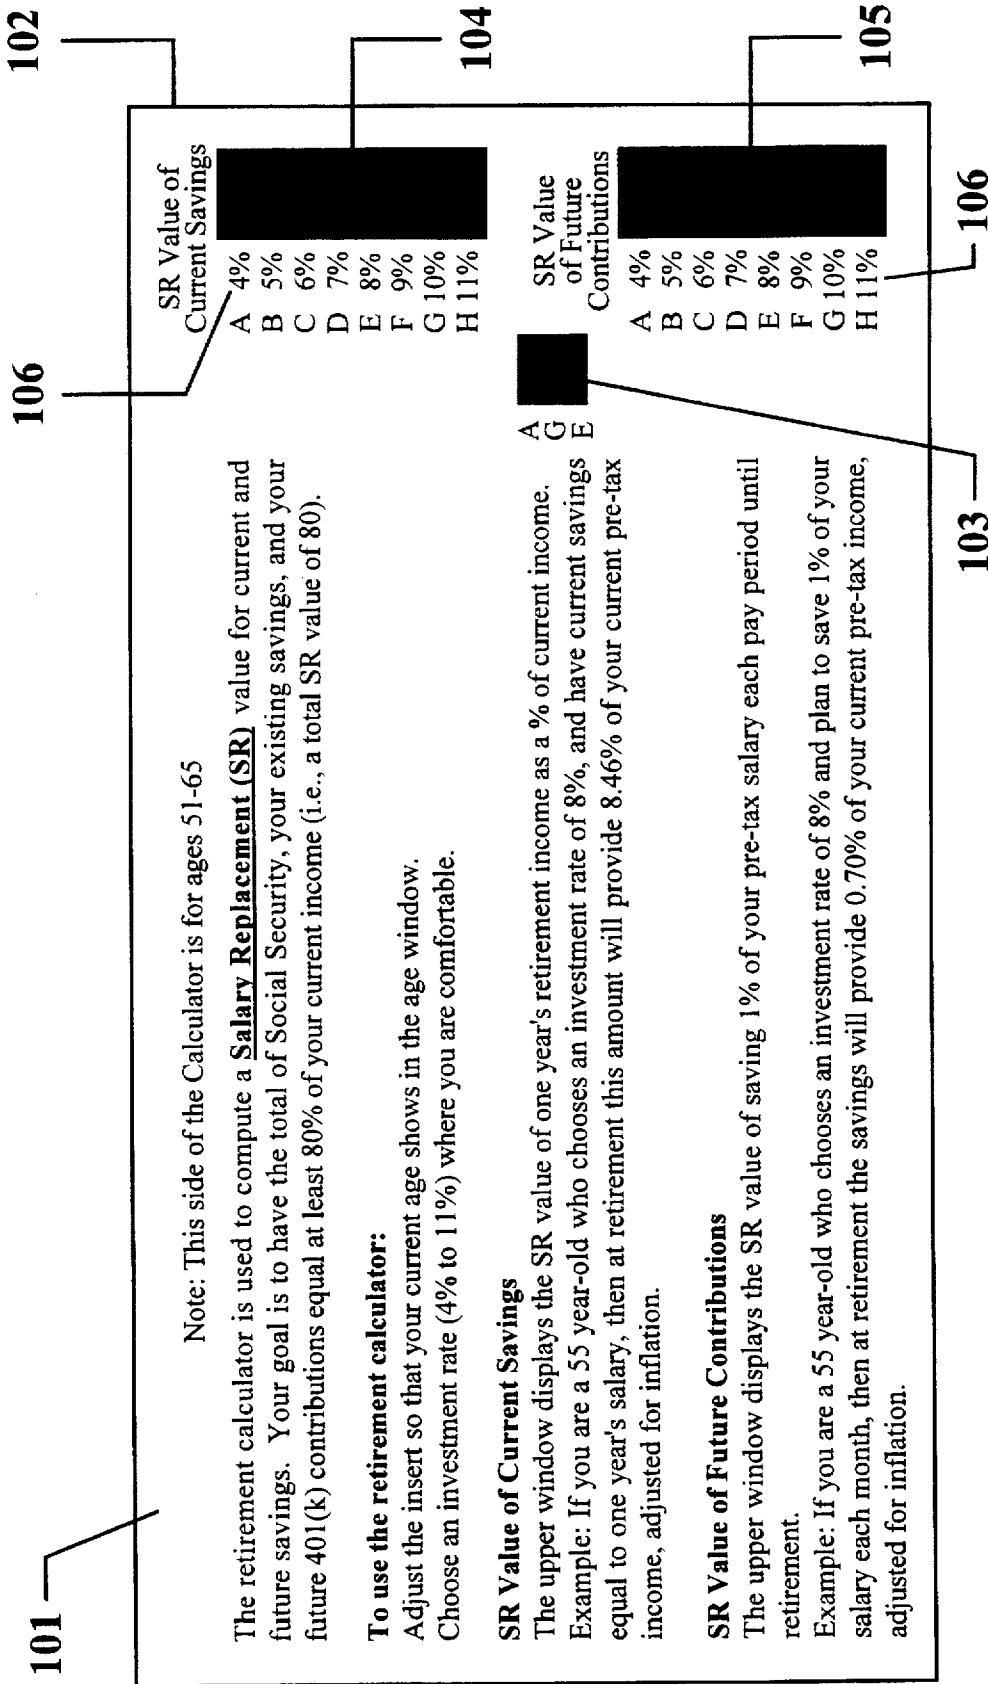 101
102
Note: This side of the Calculator is for ages 51-65
The retirement calculator is used to compute a Salary Replacement (SR) value for current and
future savings. Your goal is to have the total of Social Security, your existing savings, and your
future 401(k) contributions equal at least 80% of your current income (i.e., a total SR value of 80).
To use the retirement calculator:
Adjust the insert so that your current age shows in the age window.
Choose an investment rate (4% to 11%) where you are comfortable.
SR Value of Current Savings
The upper window displays the SR value of one year's retirement income as a % of current income.
Example: If you are a 55 year-old who chooses an investment rate of 8%, and have current savings
equal to one year's salary, then at retirement this amount will provide 8.46% of your current pre-tax
income, adjusted for inflation.
SR Value of Future Contributions
The upper window displays the SR value of saving 1% of your pre-tax salary each pay period until
retirement.
Example: If you are a 55 year-old who chooses an investment rate of 8% and plan to save 1% of your
salary each month, then at retirement the savings will provide 0.70% of your current pre-tax income,
adjusted for inflation.
106
SR Value of
Current Savings
A 4%
B 5%
C 6%
D 7%
E 8%
F 9%
G 10%
H 11%
104
A
G
E
103
SR Value
of Future
Contributions
A 4%
B 5%
C 6%
D 7%
E 8%
F 9%
G 10%
H 11%
105
106